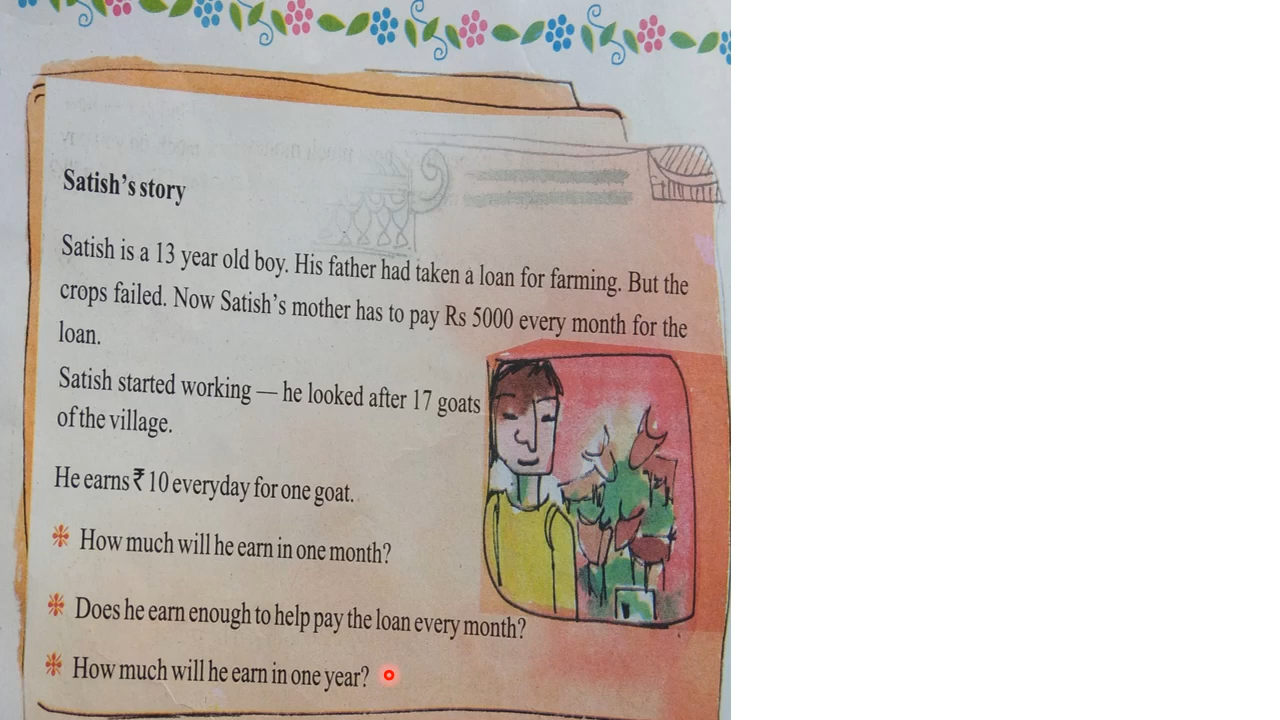 Satish's story
Satish is a 13 year old boy. His father had taken a loan for farming. But the
crops failed. Now Satish's mother has to pay Rs 5000 every month for the
loan.
Satish started working — he looked after 17 goats
of the village.
He earns ₹ 10 everyday for one goat.
How much will he earn in one month?
Does he earn enough to help pay the loan every month?
How much will he earn in one year?